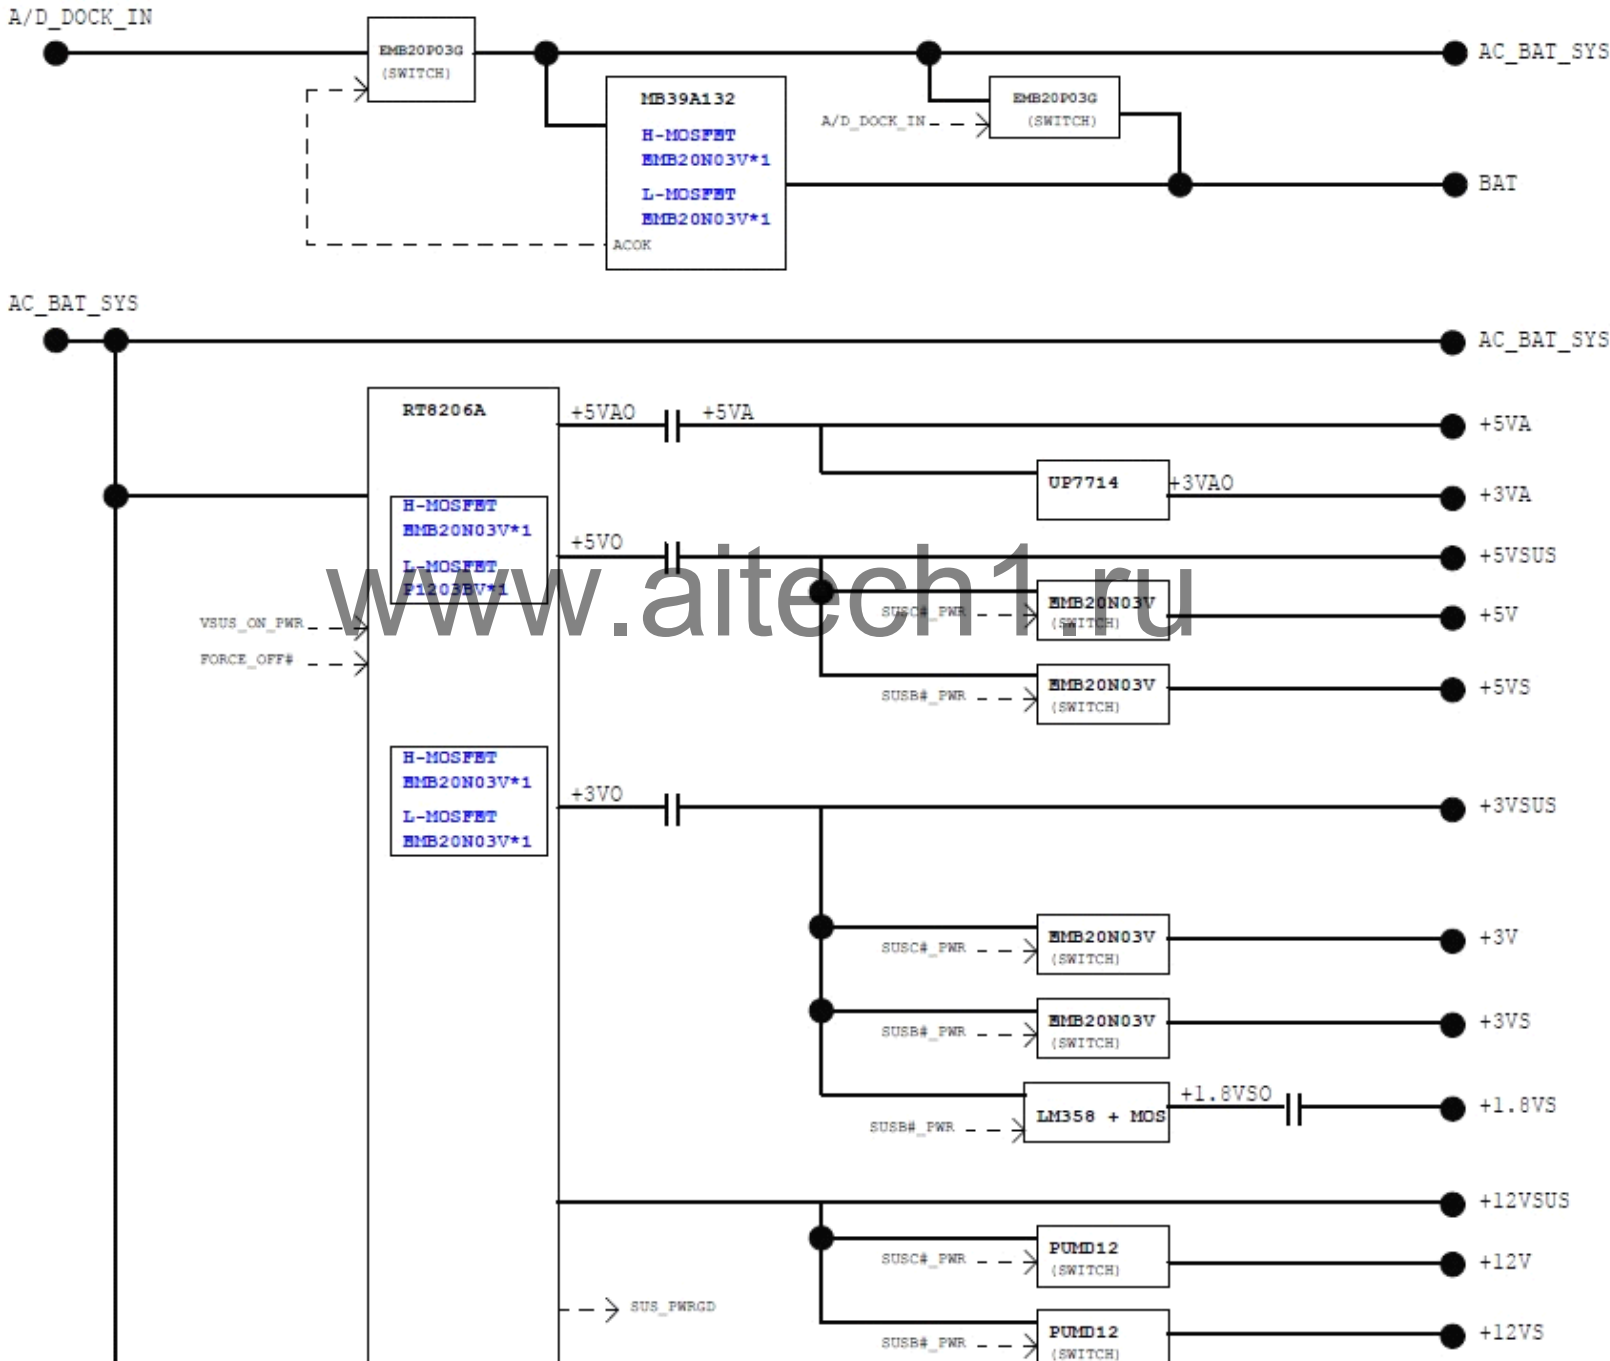 A/D_DOCK_IN
EMB20P03G
(SWITCH)
AC_BAT_SYS
MB39A132
H-MOSFET
EMB20N03V*1
L-MOSFET
EMB20N03V*1
ACOK
A/D_DOCK_IN
EMB20P03G
(SWITCH)
BAT
AC_BAT_SYS
AC_BAT_SYS
RT8206A
+5VAO
+5VA
+5VA
UP7714
+3VAO
+3VA
H-MOSFET
EMB20N03V*1
L-MOSFET
P1203BV*1
+5VO
+5VSUS
SUSC#_PWR
EMB20N03V
(SWITCH)
+5V
www.aitech1.ru
VSUS_ON_PWR
FORCE_OFF#
SUSB#_PWR
EMB20N03V
(SWITCH)
+5VS
H-MOSFET
EMB20N03V*1
L-MOSFET
EMB20N03V*1
+3VO
+3VSUS
SUSC#_PWR
EMB20N03V
(SWITCH)
+3V
SUSB#_PWR
EMB20N03V
(SWITCH)
+3VS
SUSB#_PWR
LM358 + MOS
+1.8VSO
+1.8VS
+12VSUS
SUSC#_PWR
PUMD12
(SWITCH)
+12V
SUS_PWRGD
SUSB#_PWR
PUMD12
(SWITCH)
+12VS